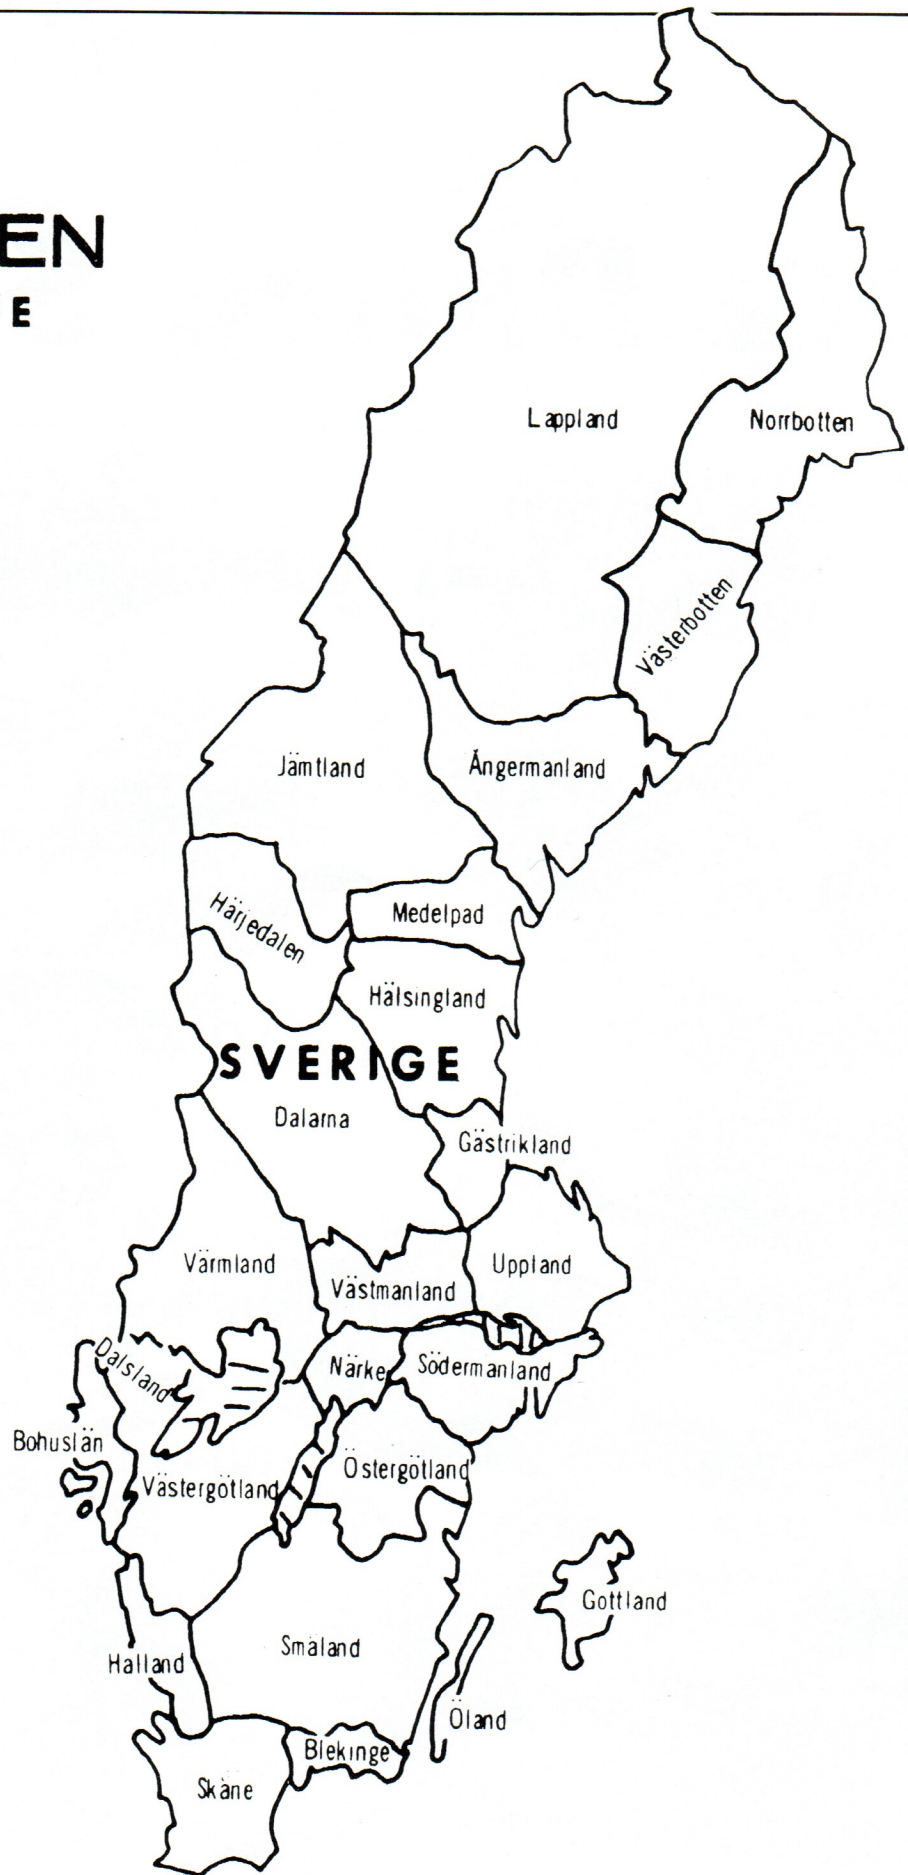 EN
E
Lappland
Norrbotten
Västerbotten
Jämtland
Ångermanland
Härjedalen
Medelpad
Hälsingland
SVERIGE
Dalarna
Gästrikland
Värmland
Västmanland
Uppland
Dalsland
Närke
Södermanland
Bohuslän
Västergötland
Östergötland
Gottland
Småland
Halland
Öland
Blekinge
Skåne